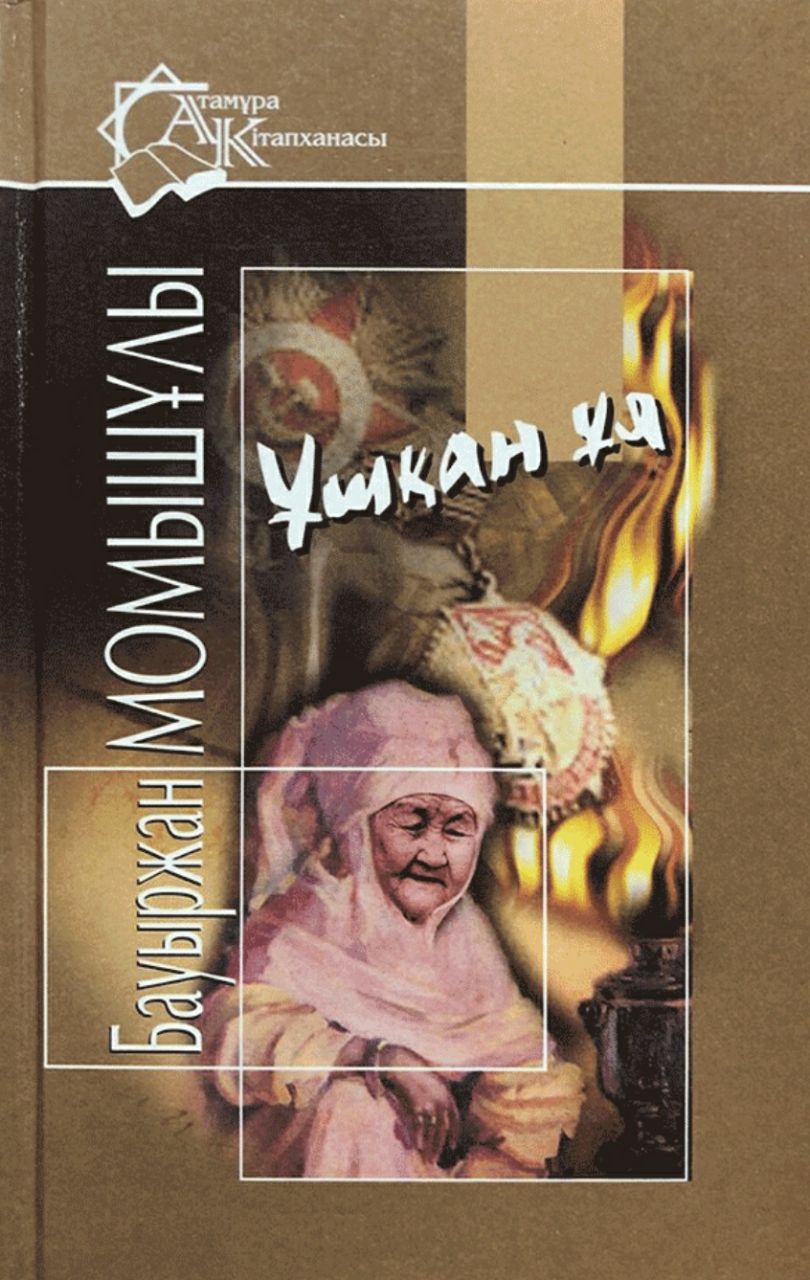 Атамұра
Кітапханасы
Бауыржан МОМЫШҰЛЫ
Ұшқан ұя